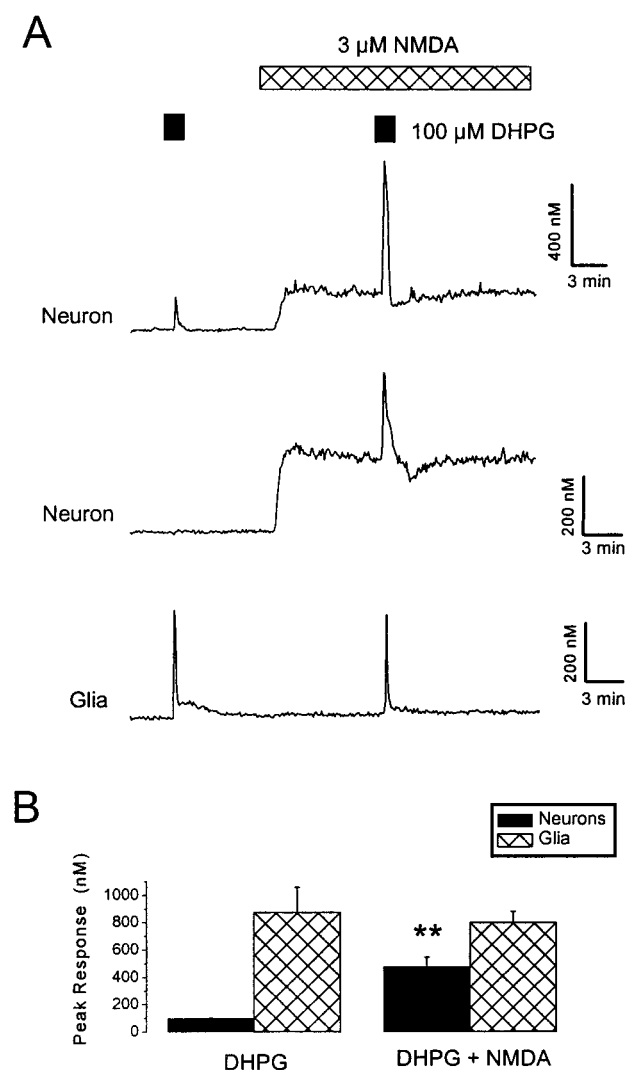 A
3 µM NMDA
100 µM DHPG
400 nM
3 min
Neuron
200 nM
3 min
Neuron
200 nM
3 min
Glia
B
Neurons
Glia
Peak Response (nM)
1000
800
600
400
200
0
**
DHPG
DHPG + NMDA